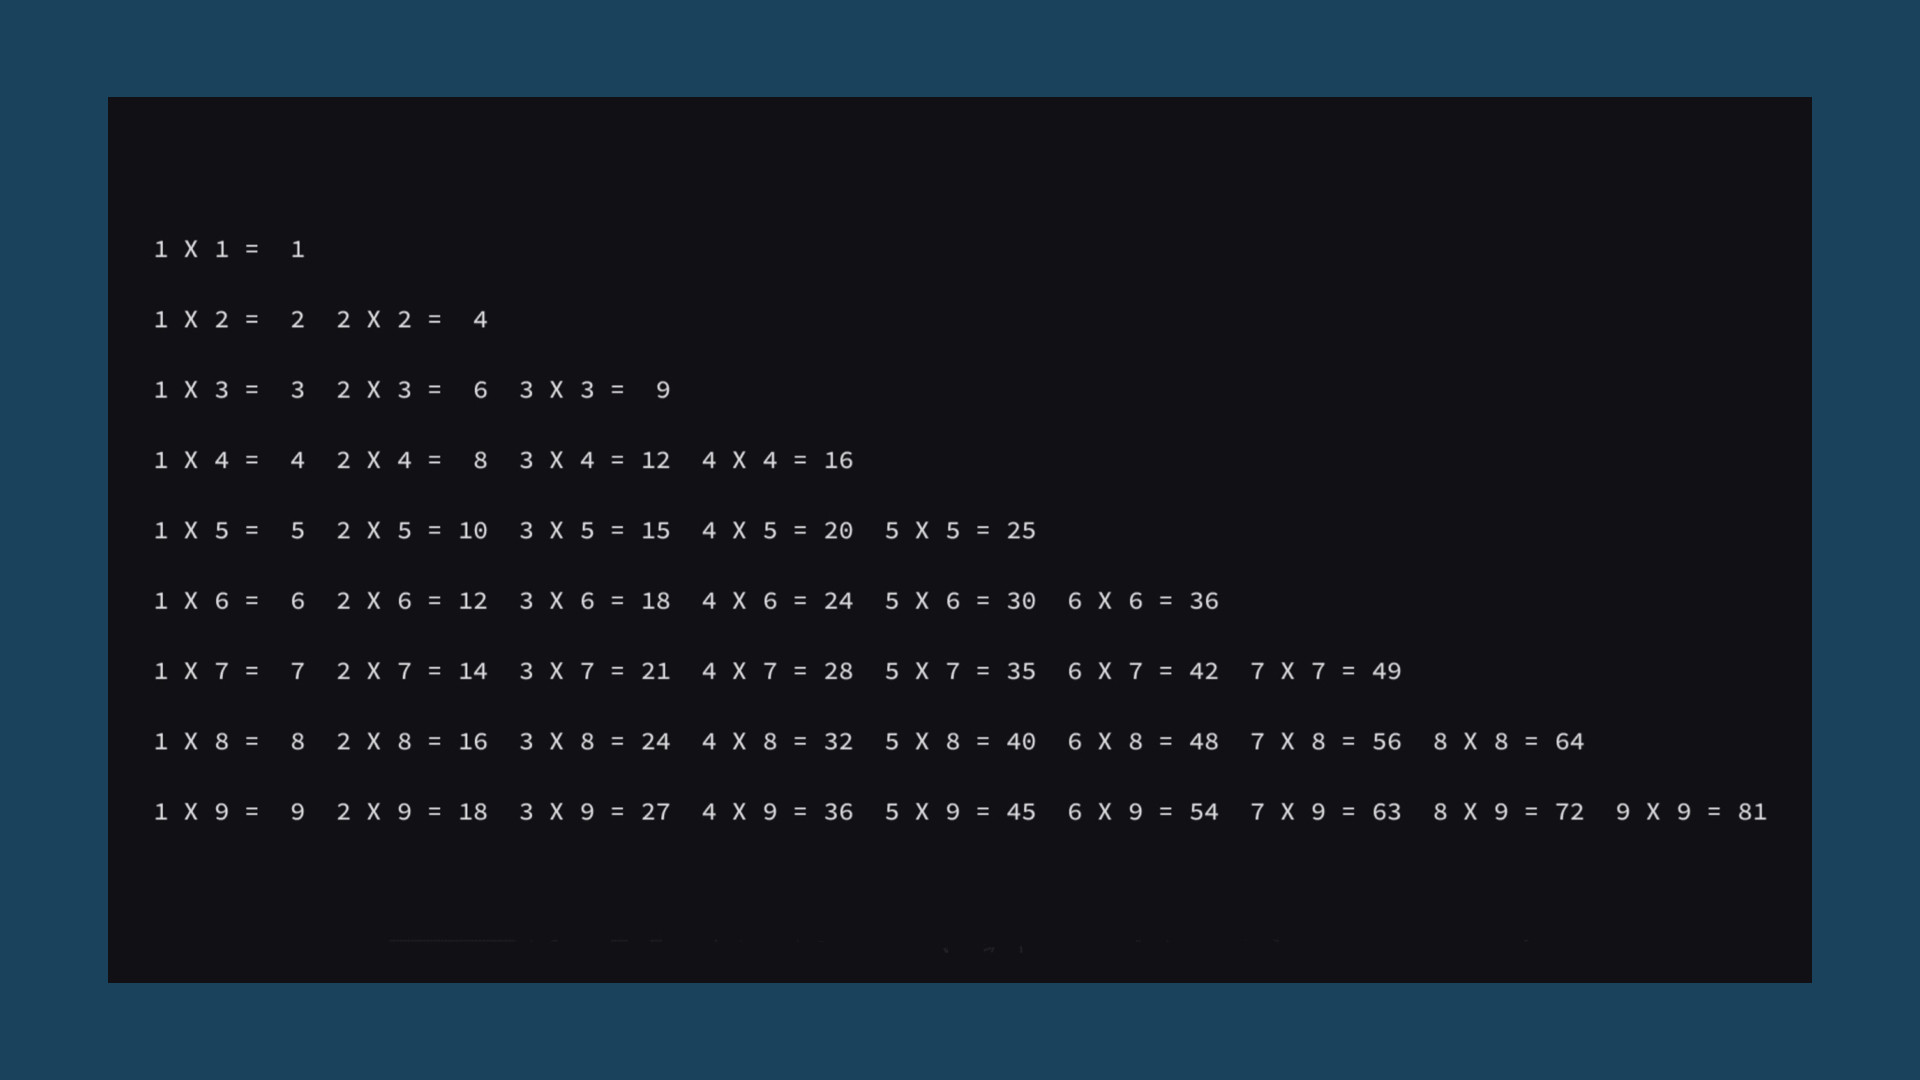 1 X 1 =  1
1 X 2 =  2  2 X 2 =  4
1 X 3 =  3  2 X 3 =  6  3 X 3 =  9
1 X 4 =  4  2 X 4 =  8  3 X 4 = 12  4 X 4 = 16
1 X 5 =  5  2 X 5 = 10  3 X 5 = 15  4 X 5 = 20  5 X 5 = 25
1 X 6 =  6  2 X 6 = 12  3 X 6 = 18  4 X 6 = 24  5 X 6 = 30  6 X 6 = 36
1 X 7 =  7  2 X 7 = 14  3 X 7 = 21  4 X 7 = 28  5 X 7 = 35  6 X 7 = 42  7 X 7 = 49
1 X 8 =  8  2 X 8 = 16  3 X 8 = 24  4 X 8 = 32  5 X 8 = 40  6 X 8 = 48  7 X 8 = 56  8 X 8 = 64
1 X 9 =  9  2 X 9 = 18  3 X 9 = 27  4 X 9 = 36  5 X 9 = 45  6 X 9 = 54  7 X 9 = 63  8 X 9 = 72  9 X 9 = 81